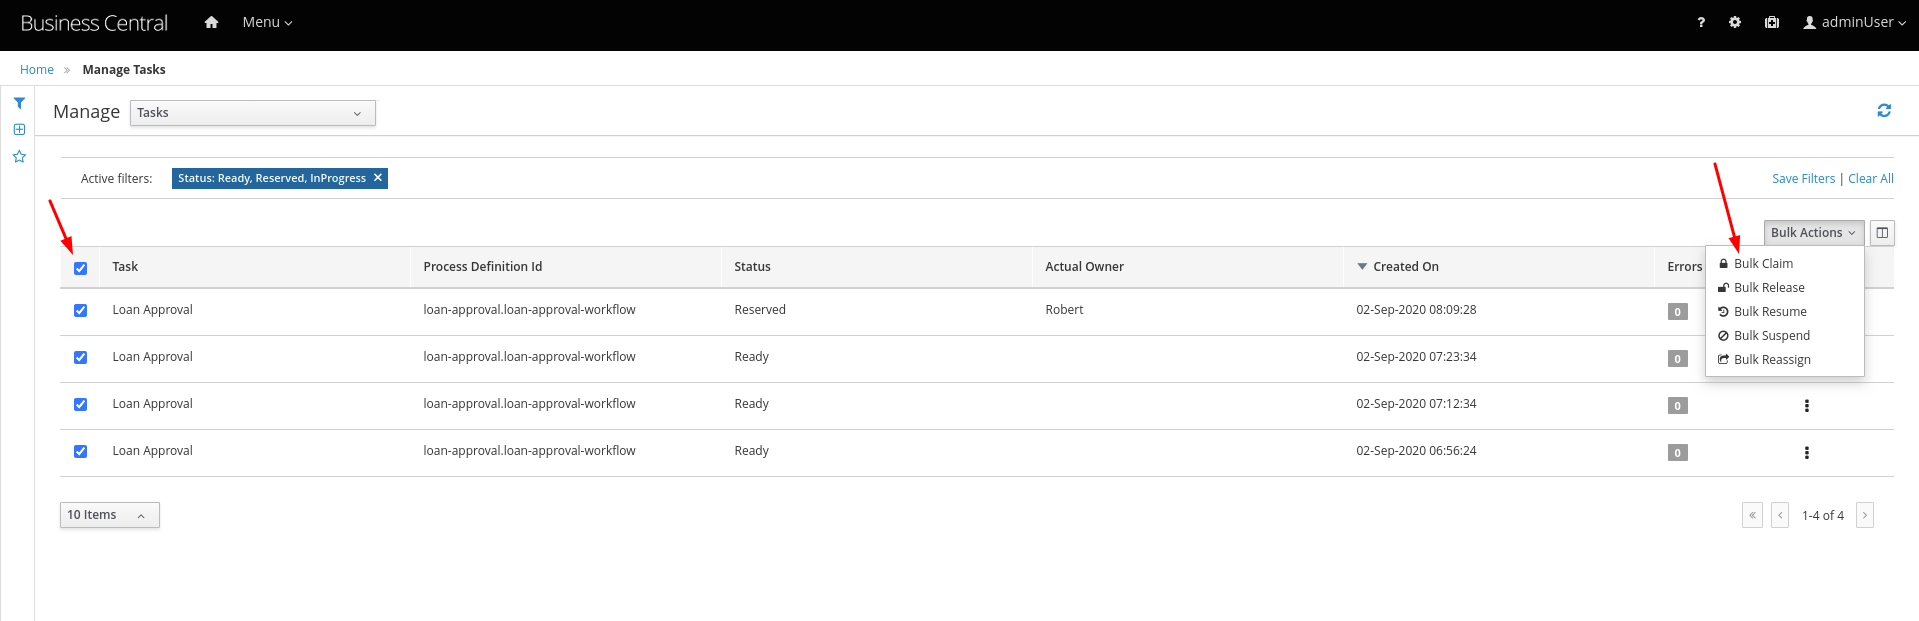 Business Central Menu ? adminUser
Home » Manage Tasks
Manage Tasks
Active filters: Status: Ready, Reserved, InProgress × Save Filters | Clear All
Bulk Actions
Task Process Definition Id Status Actual Owner Created On Errors
Bulk Claim
Bulk Release
Bulk Resume
Bulk Suspend
Bulk Reassign
Loan Approval loan-approval.loan-approval-workflow Reserved Robert 02-Sep-2020 08:09:28 0
Loan Approval loan-approval.loan-approval-workflow Ready 02-Sep-2020 07:23:34 0
Loan Approval loan-approval.loan-approval-workflow Ready 02-Sep-2020 07:12:34 0
Loan Approval loan-approval.loan-approval-workflow Ready 02-Sep-2020 06:56:24 0
10 Items « ‹ 1-4 of 4 ›